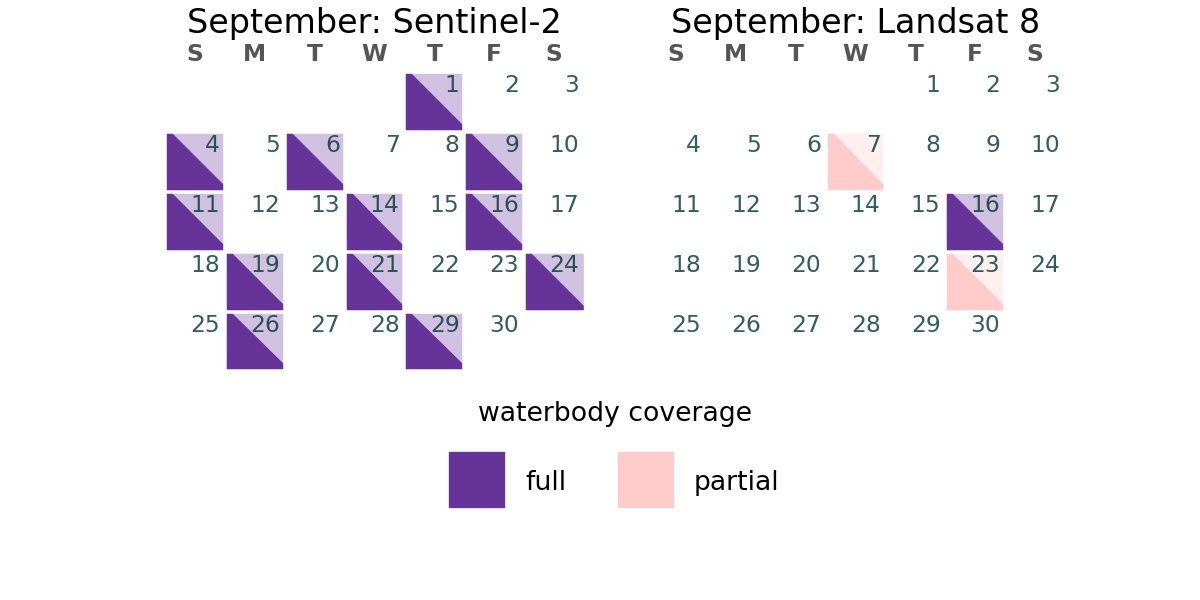 September: Sentinel-2
S M T W T F S
1 2 3
4 5 6 7 8 9 10
11 12 13 14 15 16 17
18 19 20 21 22 23 24
25 26 27 28 29 30
September: Landsat 8
S M T W T F S
1 2 3
4 5 6 7 8 9 10
11 12 13 14 15 16 17
18 19 20 21 22 23 24
25 26 27 28 29 30
waterbody coverage
full partial